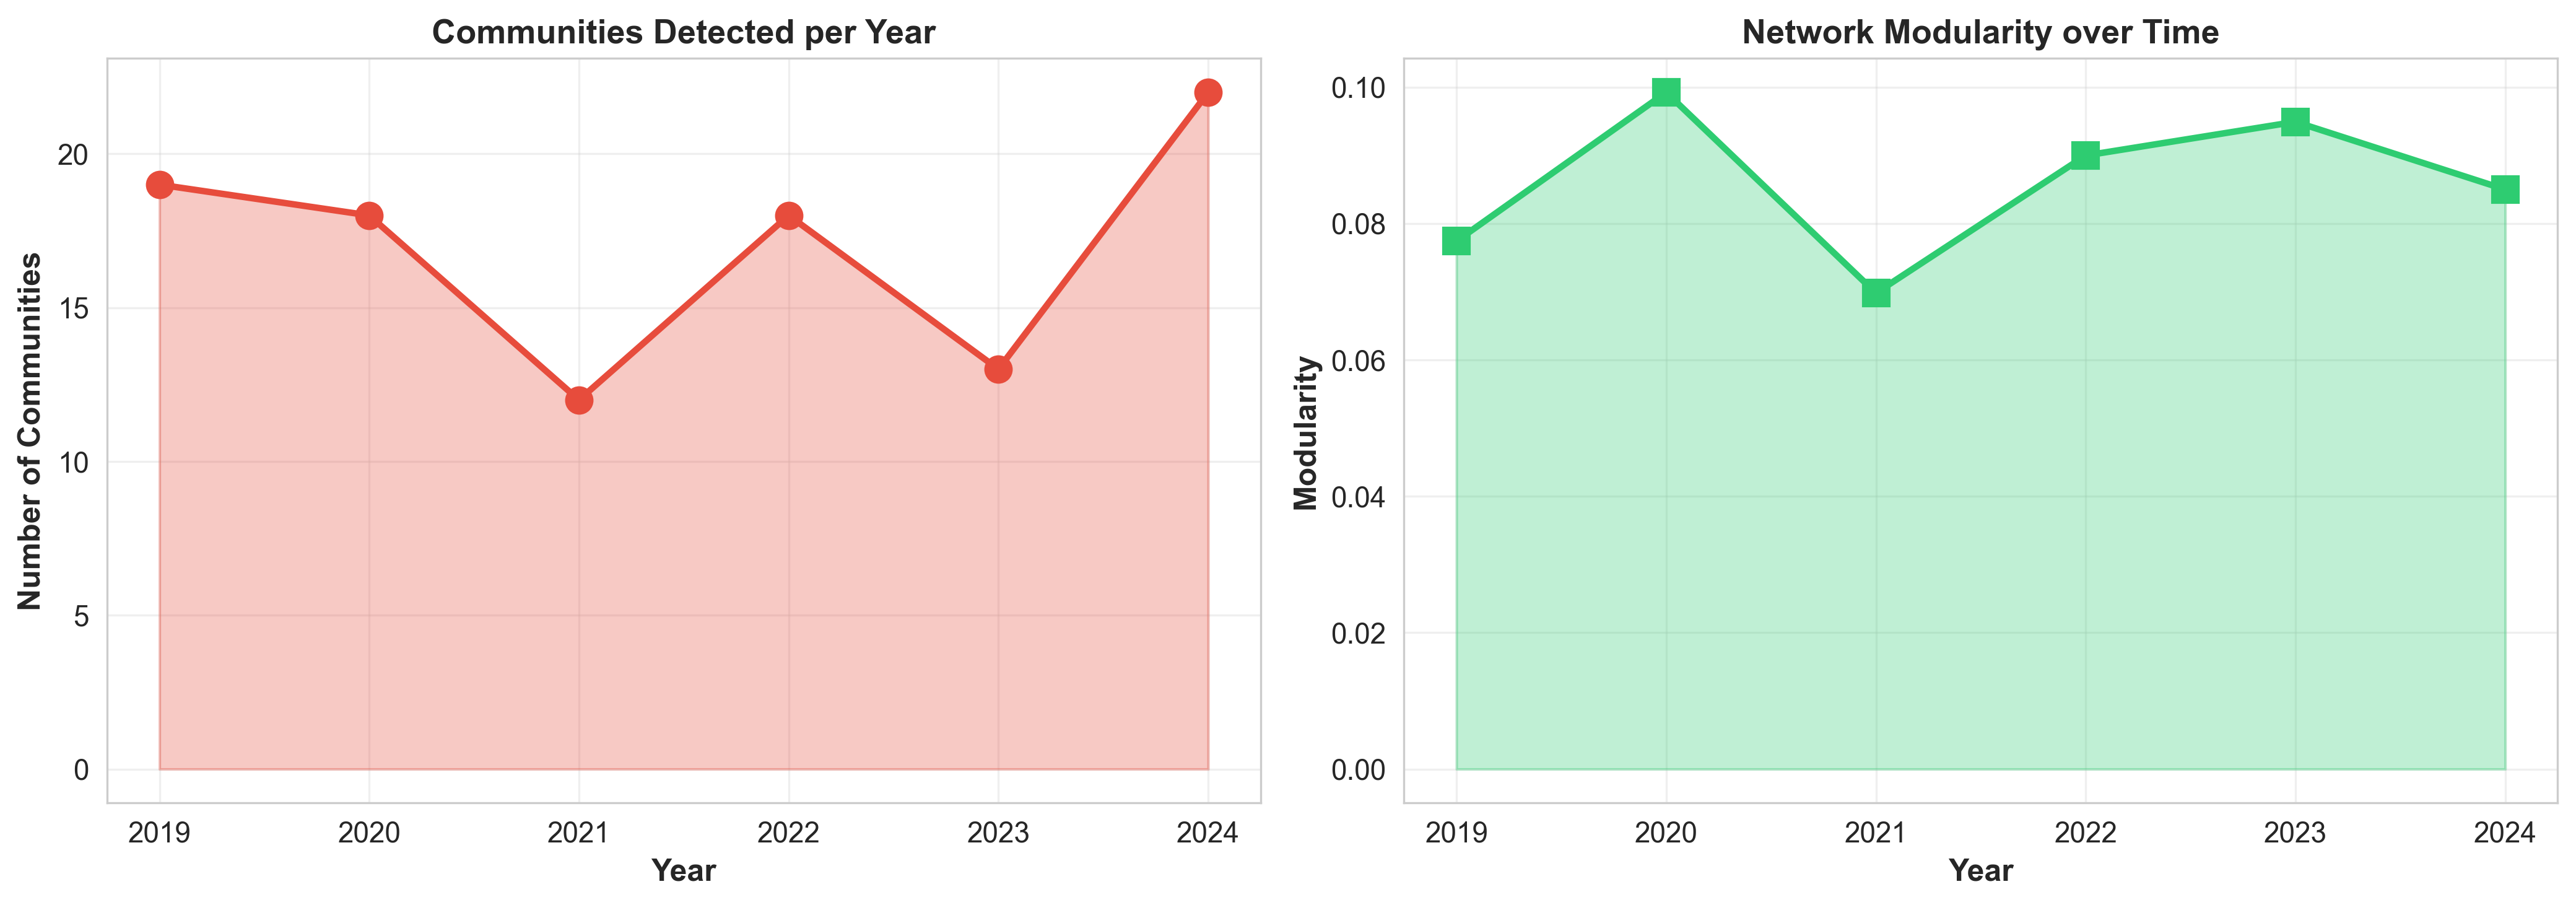 Communities Detected per Year
Number of Communities
20
15
10
5
0
2019 2020 2021 2022 2023 2024
Year
Network Modularity over Time
Modularity
0.10
0.08
0.06
0.04
0.02
0.00
2019 2020 2021 2022 2023 2024
Year